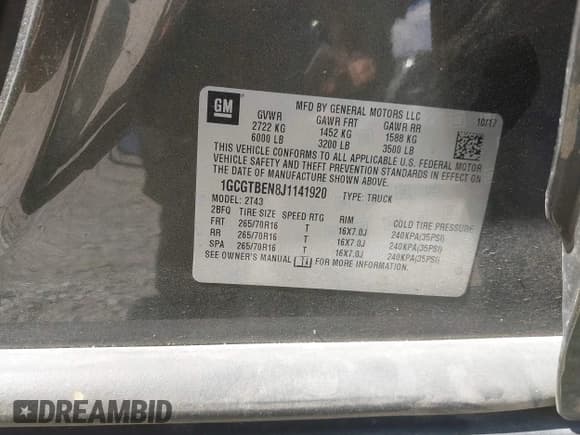 GM
MFD BY GENERAL MOTORS LLC
10/17
GVWR GAWR FRT GAWR RR
2722 KG 1452 KG 1588 KG
6000 LB 3200 LB 3500 LB
THIS VEHICLE CONFORMS TO ALL APPLICABLE U.S. FEDERAL MOTOR
VEHICLE SAFETY AND THEFT PREVENTION STANDARDS IN EFFECT ON
THE DATE OF MANUFACTURE SHOWN ABOVE.
1GCGTBEN8J1141920 TYPE: TRUCK
MODEL: 2T43
2BFQ TIRE SIZE SPEED RTG RIM COLD TIRE PRESSURE
FRT 265/70R16 T 16X7.0J 240KPA(35PSI)
RR 265/70R16 T 16X7.0J 240KPA(35PSI)
SPA 265/70R16 T 16X7.0J 240KPA(35PSI)
SEE OWNER'S MANUAL FOR MORE INFORMATION.
DREAMBID